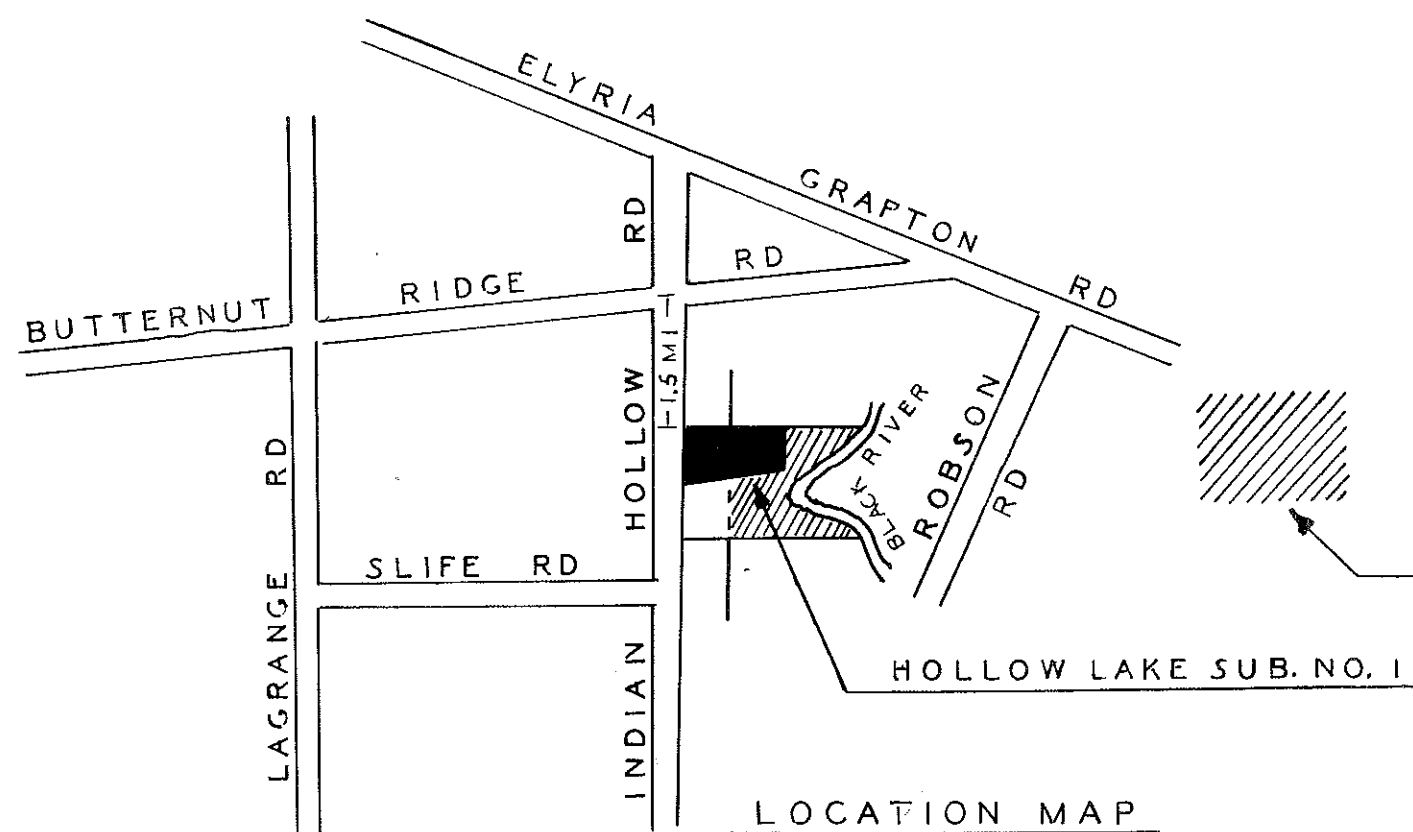 ELYRIA GRAFTON RD
BUTTERNUT RIDGE RD
INDIAN HOLLOW RD
1.5 MI
LAGRANGE RD
SLIFE RD
BLACK RIVER
ROBSON RD
HOLLOW LAKE SUB. NO. 1
LOCATION MAP